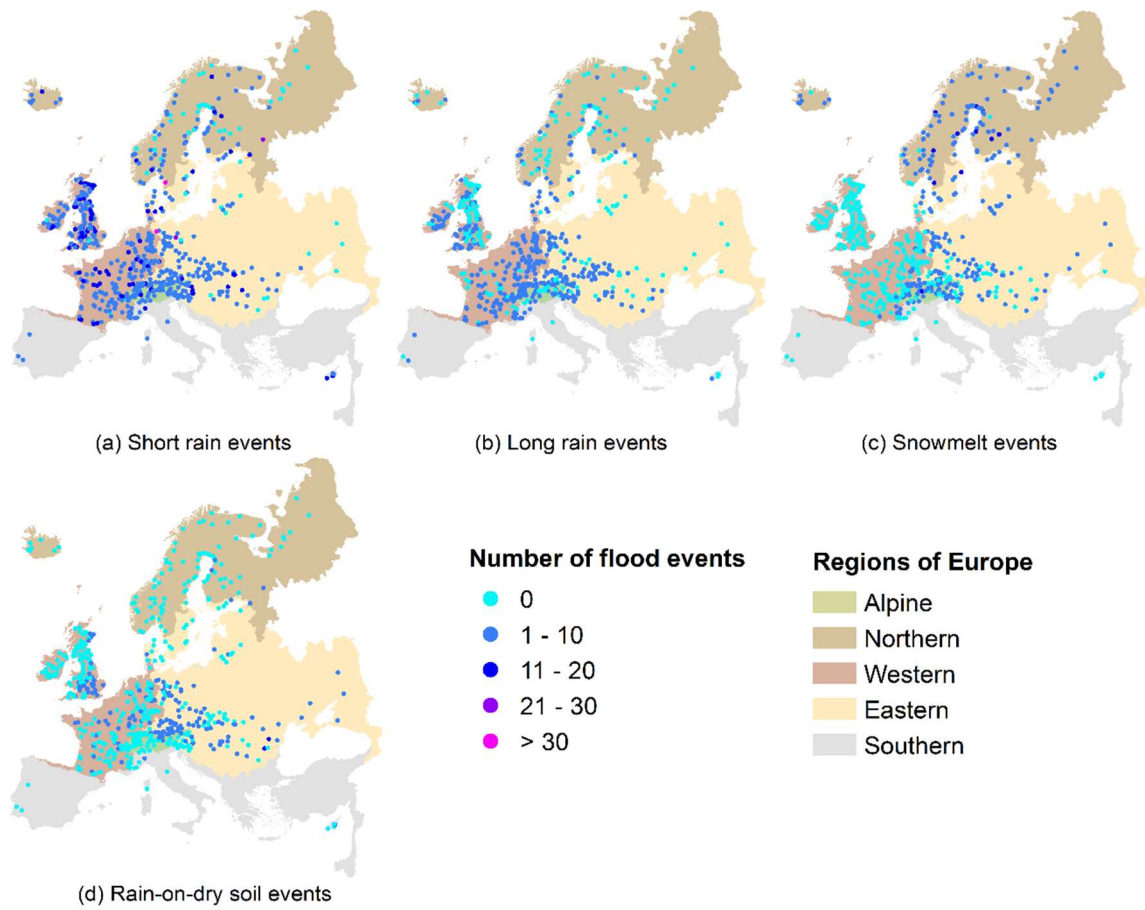 (a) Short rain events
(b) Long rain events
(c) Snowmelt events
(d) Rain-on-dry soil events
Number of flood events
0
1 - 10
11 - 20
21 - 30
> 30
Regions of Europe
Alpine
Northern
Western
Eastern
Southern